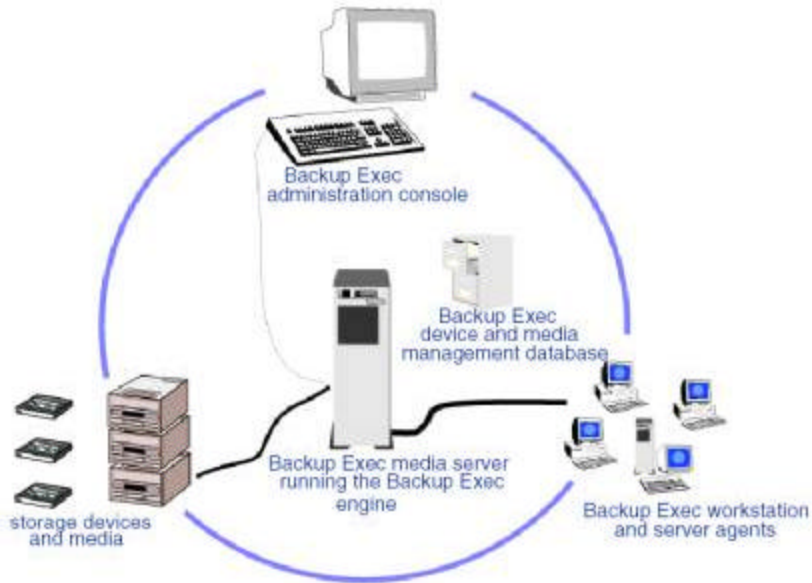 Backup Exec
administration console
Backup Exec
device and media
management database
Backup Exec media server
running the Backup Exec
engine
storage devices
and media
Backup Exec workstation
and server agents